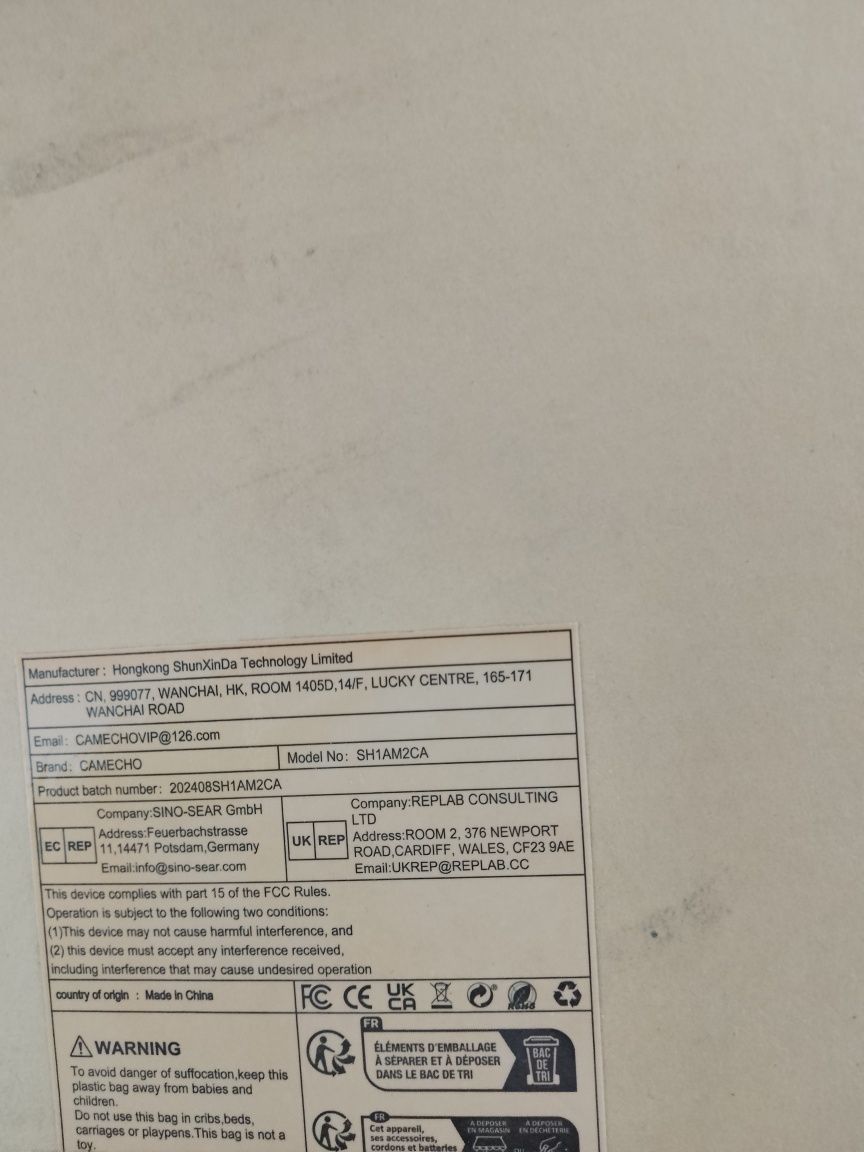 Manufacturer : Hongkong ShunXinDa Technology Limited
Address : CN, 999077, WANCHAI, HK, ROOM 1405D,14/F, LUCKY CENTRE, 165-171
WANCHAI ROAD
Email : CAMECHOVIP@126.com
Brand: CAMECHO
Model No: SH1AM2CA
Product batch number: 202408SH1AM2CA
EC REP
Company:SINO-SEAR GmbH
Address:Feuerbachstrasse
11,14471 Potsdam,Germany
Email:info@sino-sear.com
UK REP
Company:REPLAB CONSULTING
LTD
Address:ROOM 2, 376 NEWPORT
ROAD,CARDIFF, WALES, CF23 9AE
Email:UKREP@REPLAB.CC
This device complies with part 15 of the FCC Rules.
Operation is subject to the following two conditions:
(1)This device may not cause harmful interference, and
(2) this device must accept any interference received,
including interference that may cause undesired operation
country of origin : Made in China
FC CE UK
CA
RoHS
WARNING
To avoid danger of suffocation,keep this
plastic bag away from babies and
children.
Do not use this bag in cribs,beds,
carriages or playpens.This bag is not a
toy.
FR
ÉLÉMENTS D'EMBALLAGE
À SÉPARER ET À DÉPOSER
DANS LE BAC DE TRI
BAC
DE
TRI
FR
Cet appareil,
ses accessoires,
cordons et batteries
À DÉPOSER
EN MAGASIN
OU
À DÉPOSER
EN DÉCHÈTERIE